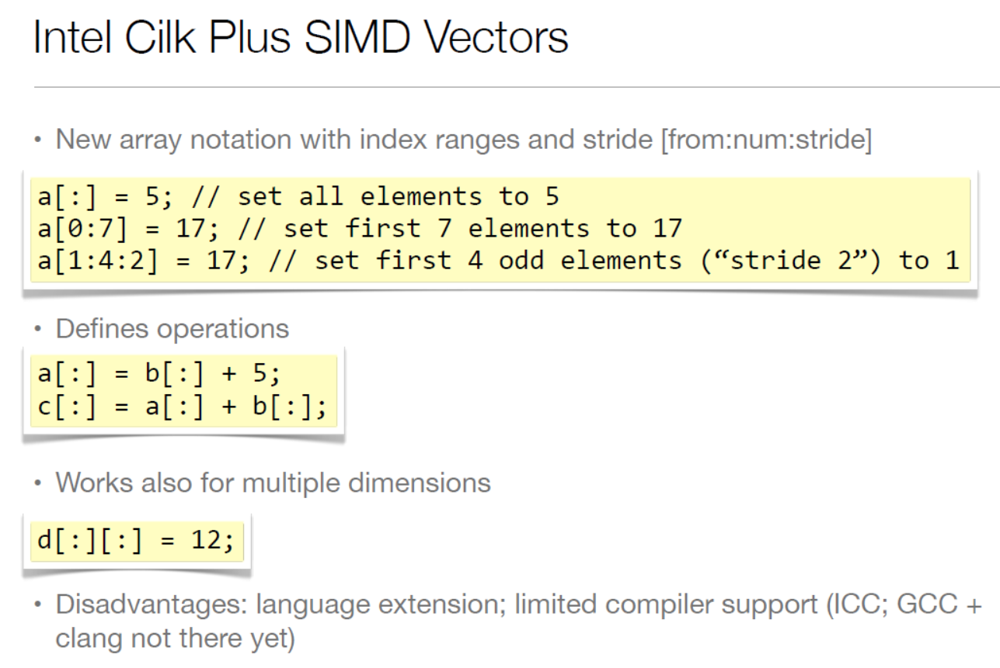 Intel Cilk Plus SIMD Vectors
• New array notation with index ranges and stride [from:num:stride]
a[:] = 5; // set all elements to 5
a[0:7] = 17; // set first 7 elements to 17
a[1:4:2] = 17; // set first 4 odd elements (“stride 2”) to 1
• Defines operations
a[:] = b[:] + 5;
c[:] = a[:] + b[:];
• Works also for multiple dimensions
d[:][:] = 12;
• Disadvantages: language extension; limited compiler support (ICC; GCC +
clang not there yet)